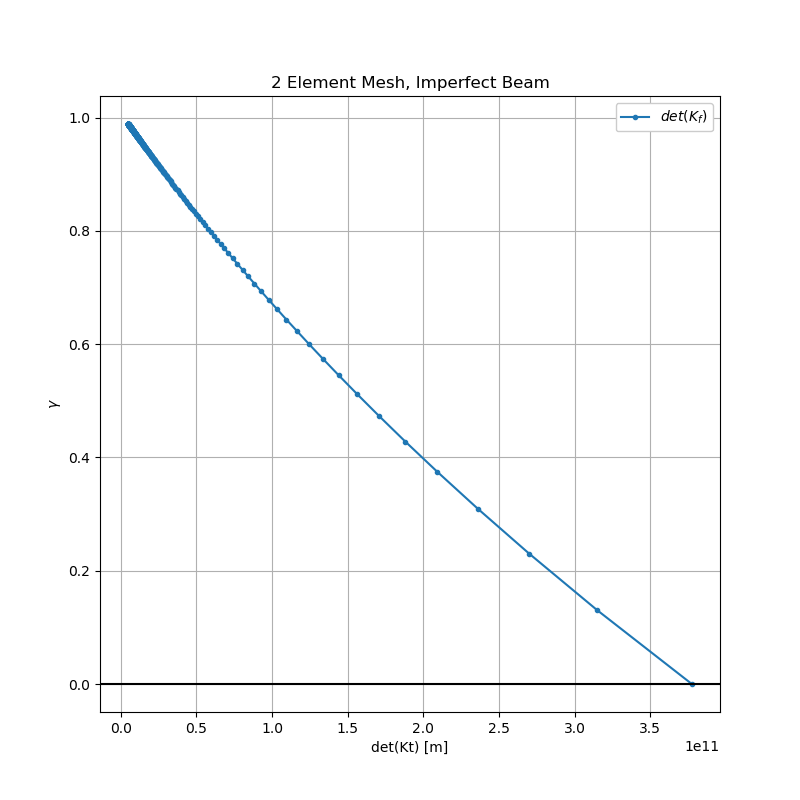 2 Element Mesh, Imperfect Beam
det(K_f)
1.0
0.8
0.6
0.4
0.2
0.0
γ
0.0 0.5 1.0 1.5 2.0 2.5 3.0 3.5
1e11
det(Kt) [m]